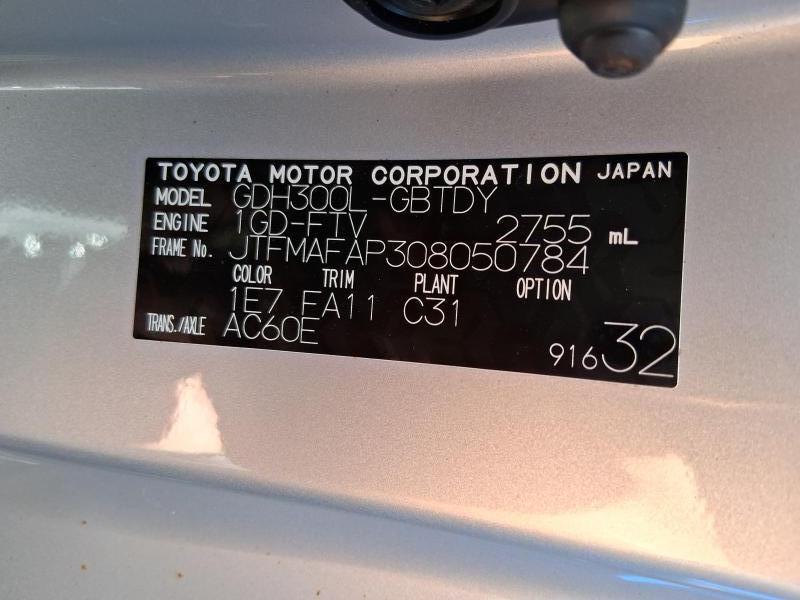 TOYOTA MOTOR CORPORATION JAPAN
MODEL GDH300L-GBTDY
ENGINE 1GD-FTV 2755 mL
FRAME No. JTFMAFAP308050784
COLOR TRIM PLANT OPTION
1E7 FA11 C31
TRANS./AXLE AC60E
91632